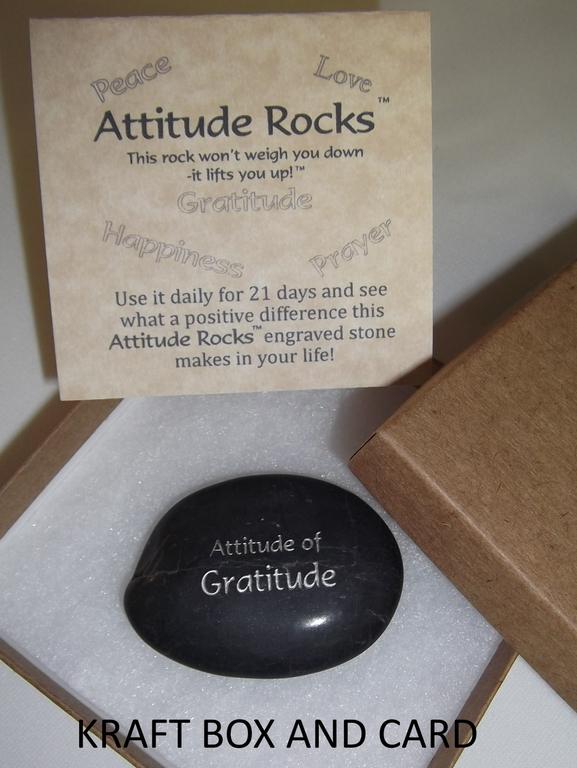 Peace
Love
Attitude Rocks™
This rock won't weigh you down
-it lifts you up!™
Gratitude
Happiness
Prayer
Use it daily for 21 days and see
what a positive difference this
Attitude Rocks™ engraved stone
makes in your life!
Attitude of
Gratitude
KRAFT BOX AND CARD